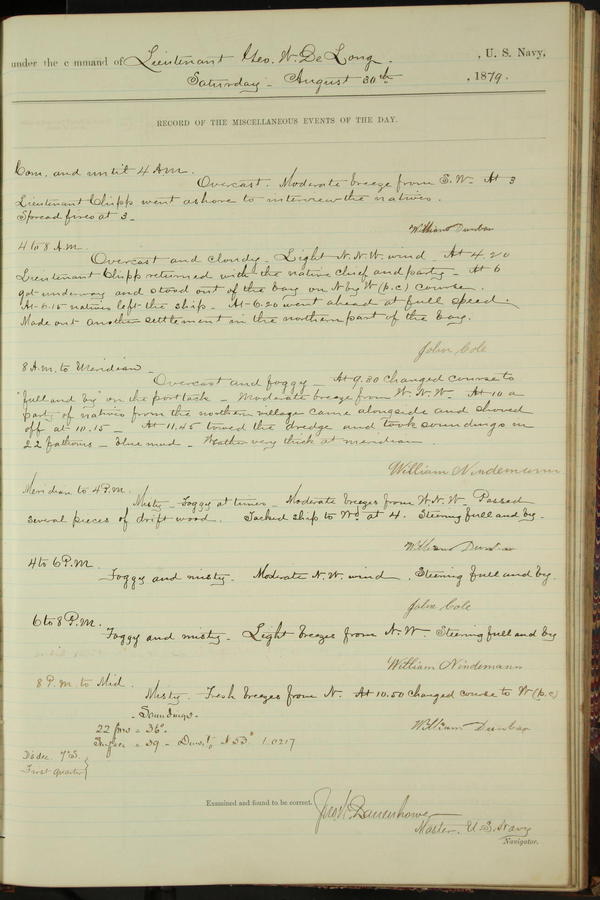 under the command of Lieutenant Geo. W. De Long. , U. S. Navy,
Saturday - August 30th , 1879.
RECORD OF THE MISCELLANEOUS EVENTS OF THE DAY.
Com. and until 4 A.M.
Overcast. Moderate breeze from S.W. At 3
Lieutenant Chipp went ashore to interview the natives.
Spread fires at 3.
William Dunbar
4 to 8 A.M.
Overcast and cloudy - Light N.N.W. wind. At 4.20
Lieutenant Chipp returned with the native chief and party - At 6
got underway and stood out of the bay on N by W (p.c) course.
At 6.15 natives left the ship - At 6.20 went ahead at full speed.
Made out another settlement in the northern part of the bay.
John Cole
8 A.M. to Meridian -
Overcast and foggy - At 9.30 changed course to
"full and by" on the port tack - Moderate breeze from W.N.W. At 10 a
party of natives from the northern village came alongside and shoved
off at 10.15 - At 11.45 towed the dredge and took soundings in
22 fathoms - blue mud - Weather very thick at meridian.
William Nindemann
Meridian to 4 P.M.
Misty - Foggy at times - Moderate breezes from W.N.W. Passed
several pieces of drift wood. Tacked ship to Wd at 4. Steering full and by.
William Dunbar
4 to 6 P.M.
Foggy and misty. Moderate N.W. wind. Steering full and by.
John Cole
6 to 8 P.M.
Foggy and misty - Light breezes from N.W. Steering full and by
William Nindemann
8 P.M. to Mid.
Misty. Fresh breezes from N. At 10.50 changed course to W (p.c)
- Soundings -
22 fms = 36°.
William Dunbar
Surface = 39 - Densty @ 53° 1.0217
First quarter
Examined and found to be correct.
Jno W. Danenhower
Master, U.S. Navy
Navigator.